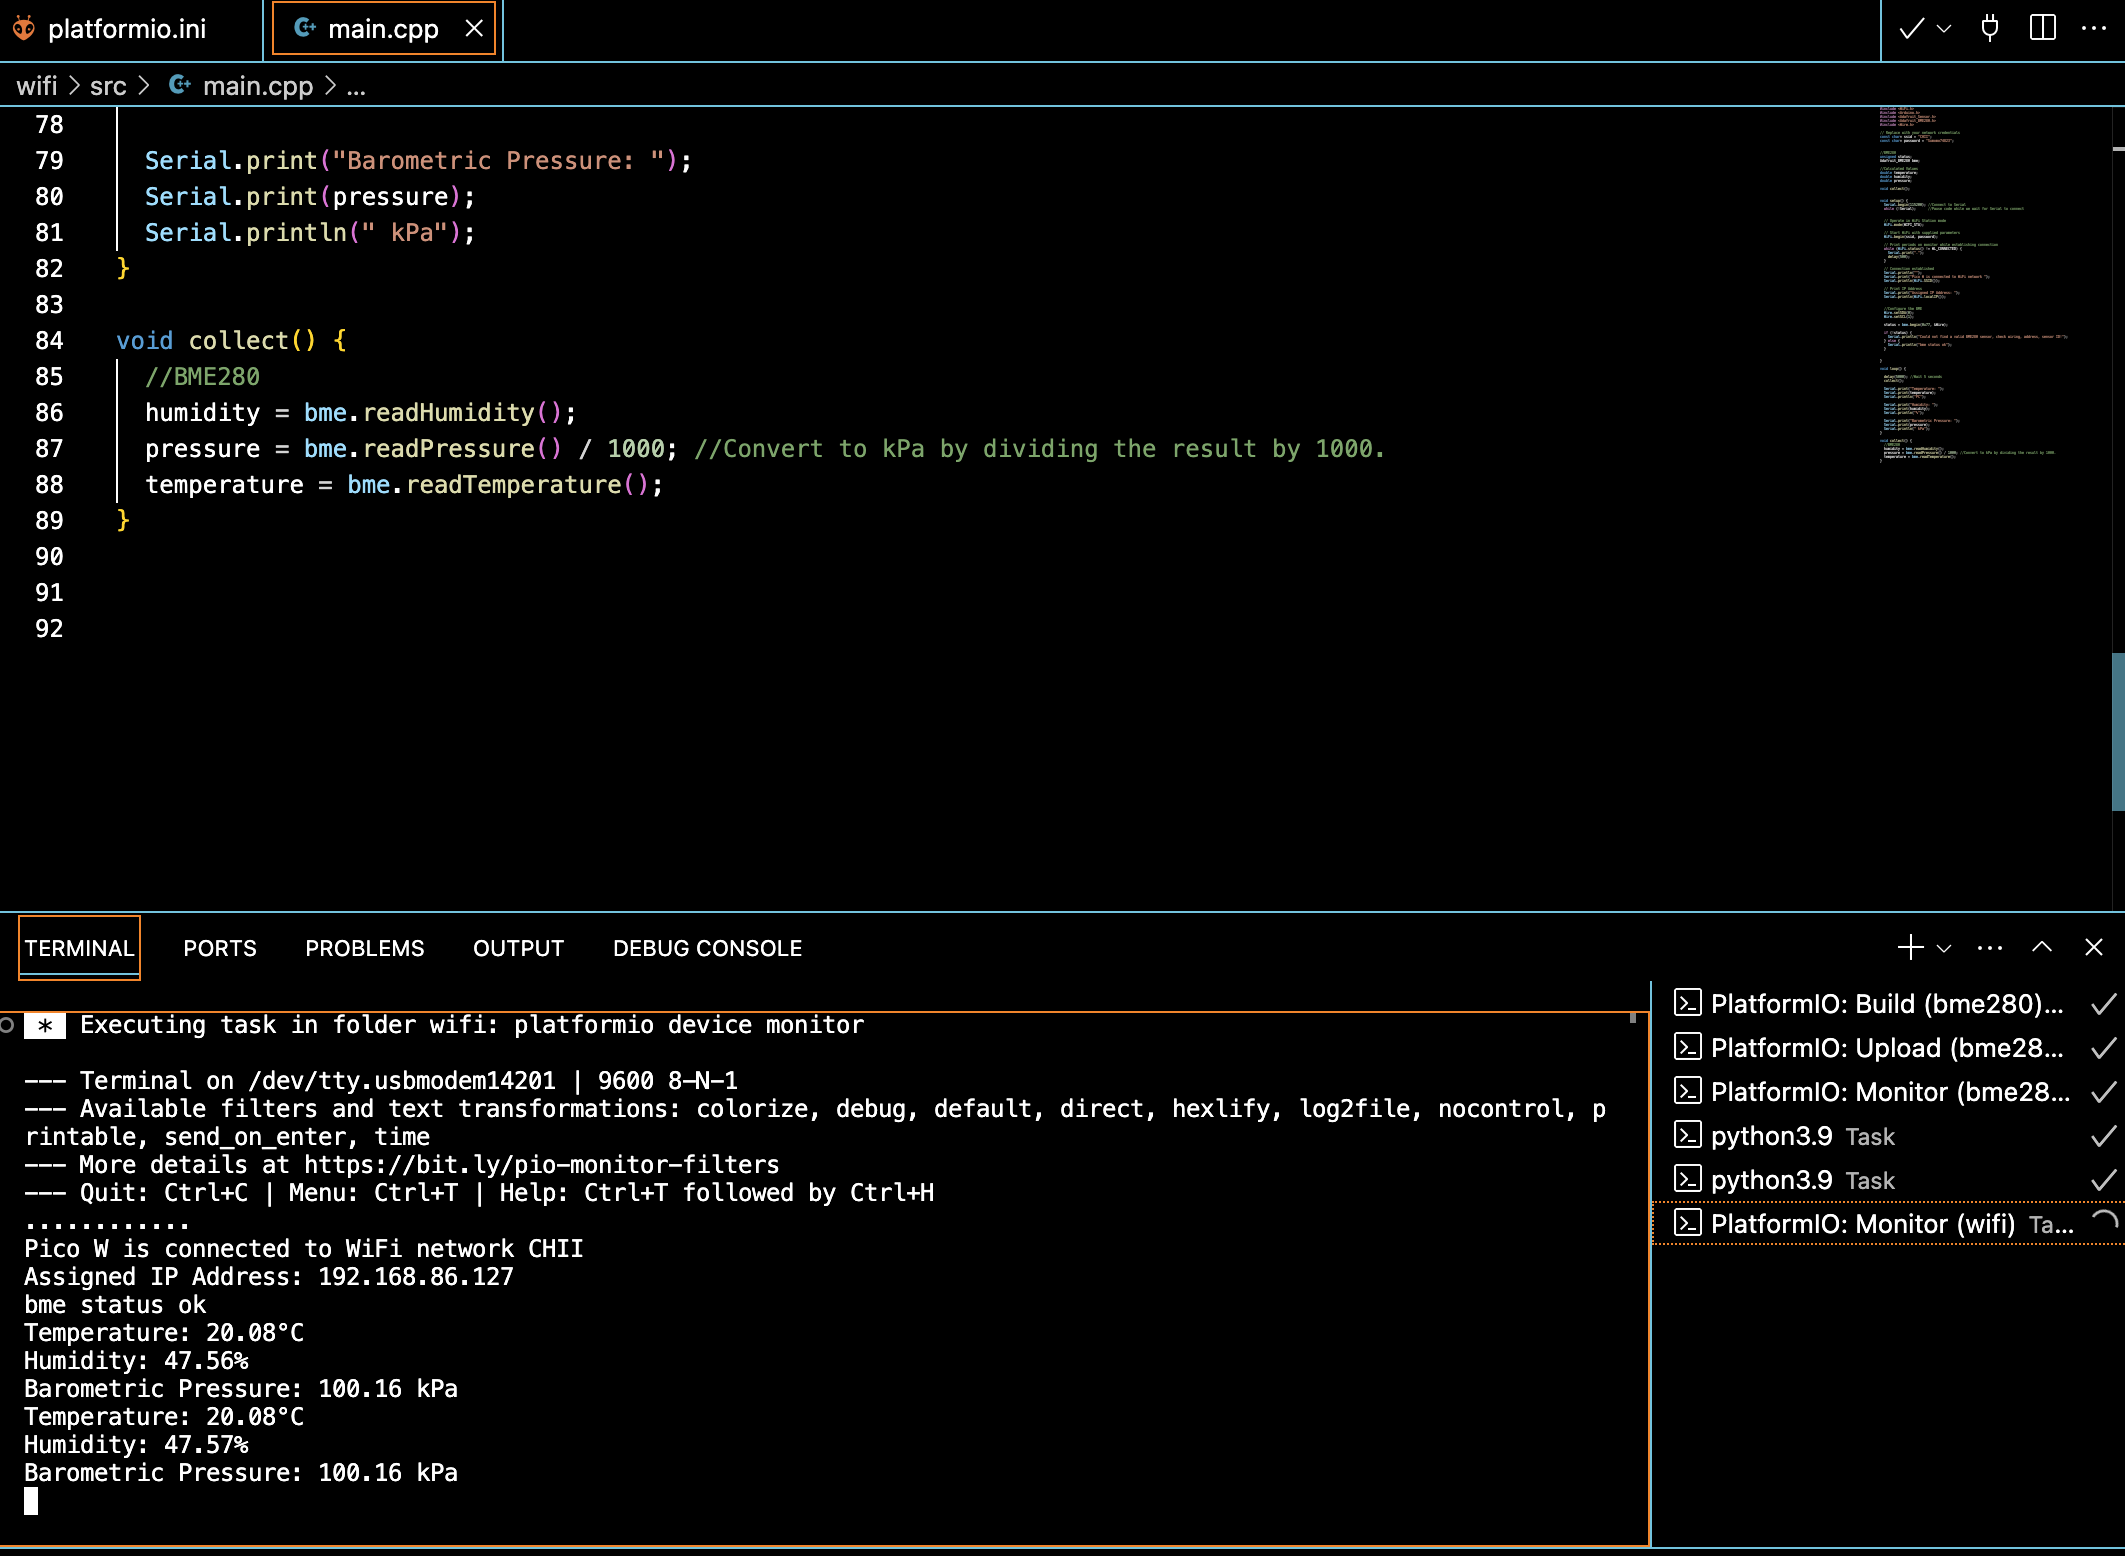 platformio.ini
main.cpp
wifi > src > main.cpp > ...
78
79 Serial.print("Barometric Pressure: ");
80 Serial.print(pressure);
81 Serial.println(" kPa");
82 }
83
84 void collect() {
85 //BME280
86 humidity = bme.readHumidity();
87 pressure = bme.readPressure() / 1000; //Convert to kPa by dividing the result by 1000.
88 temperature = bme.readTemperature();
89 }
90
91
92
TERMINAL PORTS PROBLEMS OUTPUT DEBUG CONSOLE
* Executing task in folder wifi: platformio device monitor
--- Terminal on /dev/tty.usbmodem14201 | 9600 8-N-1
--- Available filters and text transformations: colorize, debug, default, direct, hexlify, log2file, nocontrol, p
rintable, send_on_enter, time
--- More details at https://bit.ly/pio-monitor-filters
--- Quit: Ctrl+C | Menu: Ctrl+T | Help: Ctrl+T followed by Ctrl+H
............
Pico W is connected to WiFi network CHII
Assigned IP Address: 192.168.86.127
bme status ok
Temperature: 20.08°C
Humidity: 47.56%
Barometric Pressure: 100.16 kPa
Temperature: 20.08°C
Humidity: 47.57%
Barometric Pressure: 100.16 kPa
PlatformIO: Build (bme280)...
PlatformIO: Upload (bme28...
PlatformIO: Monitor (bme28...
python3.9 Task
python3.9 Task
PlatformIO: Monitor (wifi) Ta...